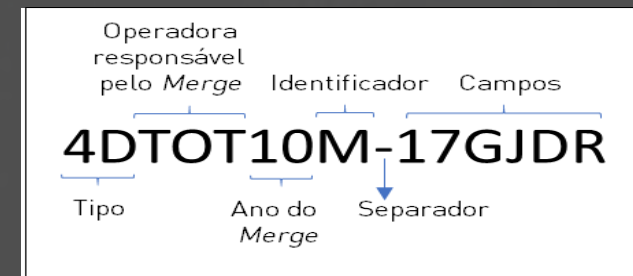 Operadora
responsável
pelo Merge Identificador Campos
4DTOT10M-17GJDR
Tipo Ano do Separador
Merge